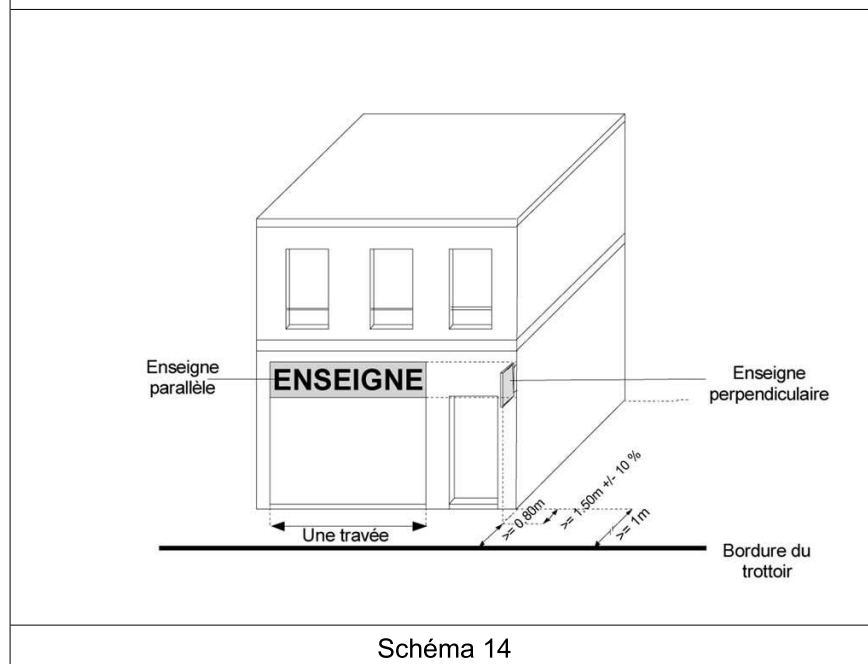 Enseigne
parallèle
ENSEIGNE
Enseigne
perpendiculaire
Une travée
>= 0,80m
>= 1,50m +/- 10 %
>= 1m
Bordure du
trottoir
Schéma 14